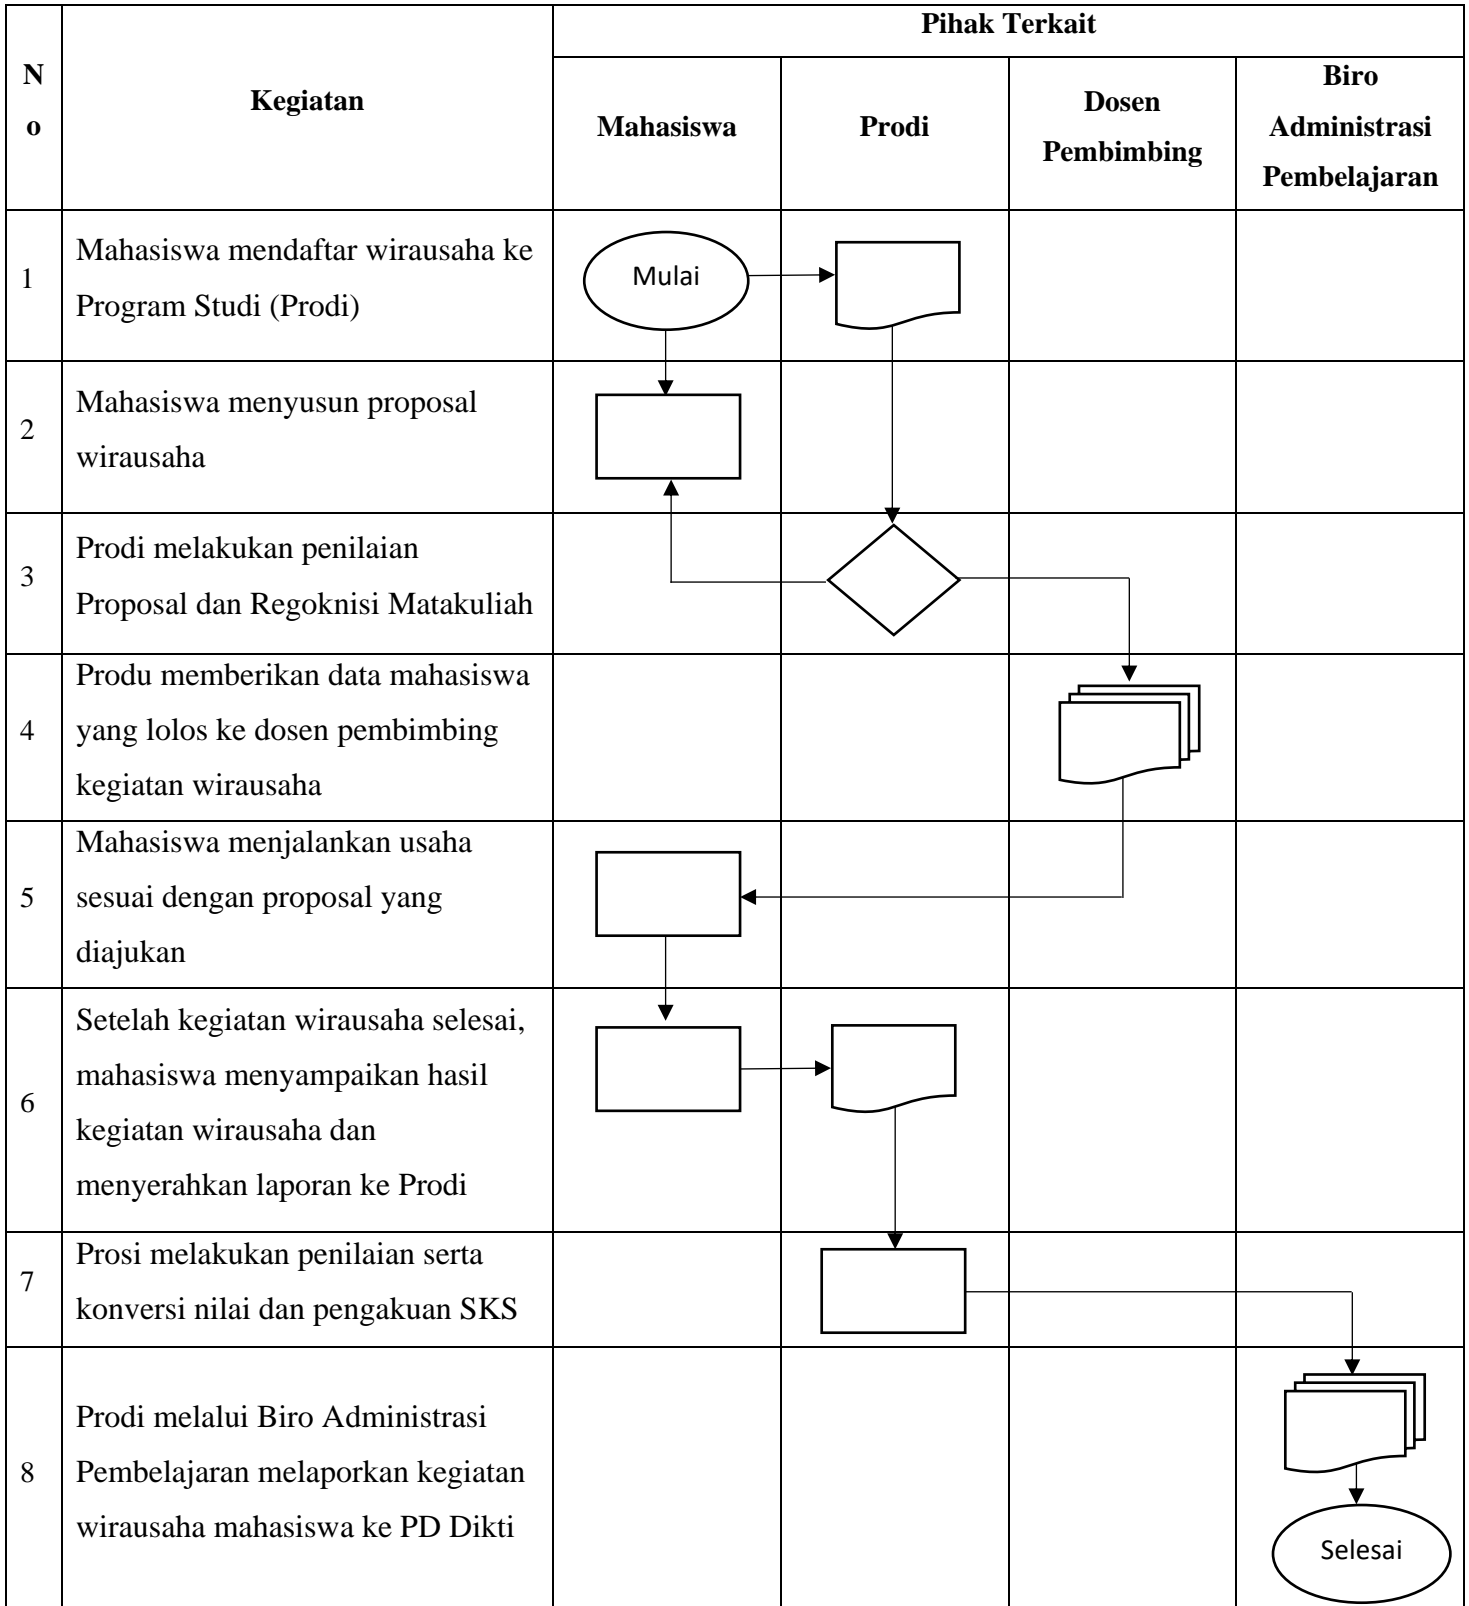 Pihak Terkait
N
o
Kegiatan
Mahasiswa
Prodi
Dosen
Pembimbing
Biro
Administrasi
Pembelajaran
1
Mahasiswa mendaftar wirausaha ke
Program Studi (Prodi)
Mulai
2
Mahasiswa menyusun proposal
wirausaha
3
Prodi melakukan penilaian
Proposal dan Regoknisi Matakuliah
4
Produ memberikan data mahasiswa
yang lolos ke dosen pembimbing
kegiatan wirausaha
5
Mahasiswa menjalankan usaha
sesuai dengan proposal yang
diajukan
6
Setelah kegiatan wirausaha selesai,
mahasiswa menyampaikan hasil
kegiatan wirausaha dan
menyerahkan laporan ke Prodi
7
Prosi melakukan penilaian serta
konversi nilai dan pengakuan SKS
8
Prodi melalui Biro Administrasi
Pembelajaran melaporkan kegiatan
wirausaha mahasiswa ke PD Dikti
Selesai